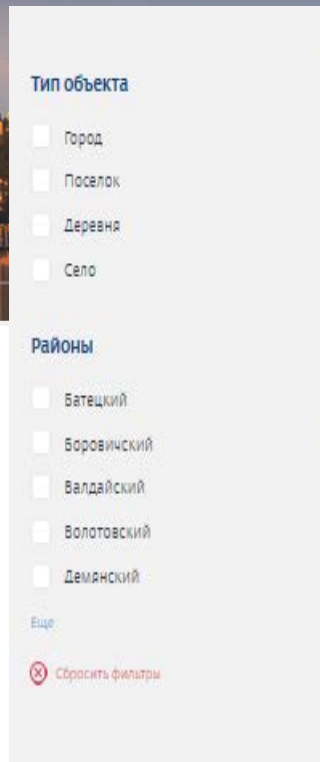 Тип объекта
Город
Поселок
Деревня
Село
Районы
Батецкий
Боровичский
Валдайский
Волотовский
Демянский
Еще
Сбросить фильтры